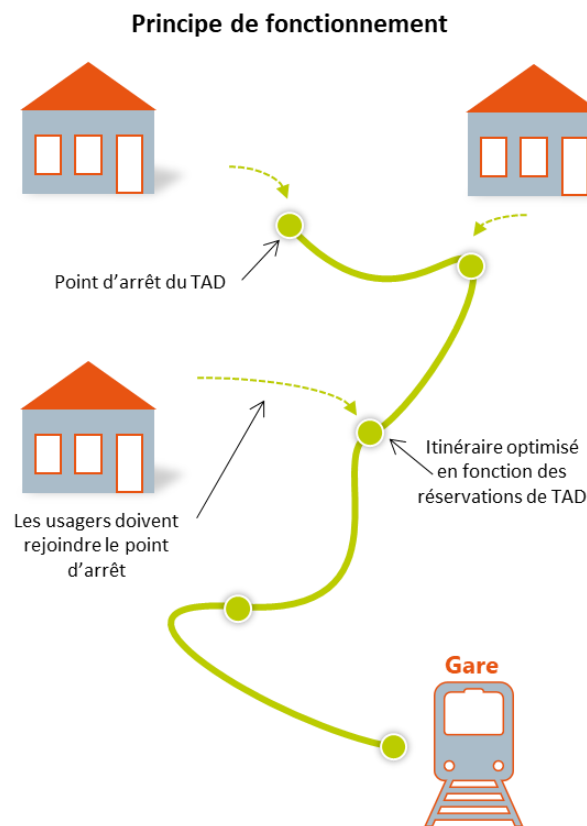 Principe de fonctionnement
Point d’arrêt du TAD
Itinéraire optimisé
en fonction des
réservations de TAD
Les usagers doivent
rejoindre le point
d’arrêt
Gare